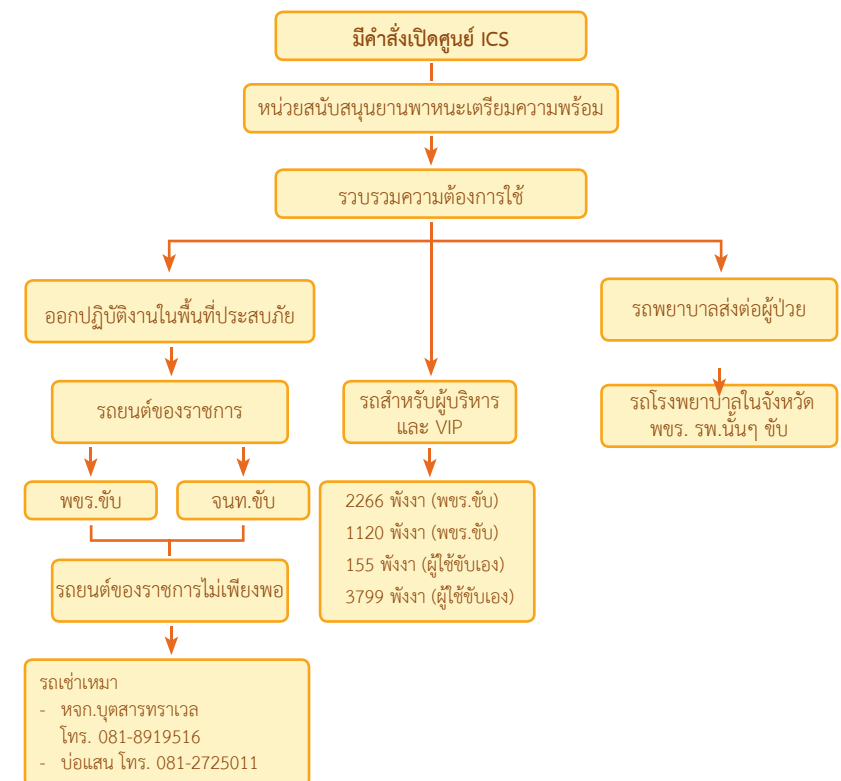 มีคำสั่งเปิดศูนย์ ICS
หน่วยสนับสนุนยานพาหนะเตรียมความพร้อม
รวบรวมความต้องการใช้
ออกปฏิบัติงานในพื้นที่ประสบภัย
รถยนต์ของราชการ
พขร.ขับ
จนท.ขับ
รถยนต์ของราชการไม่เพียงพอ
รถเช่าเหมา
- หจก.บุตสารทราเวล
โทร. 081-8919516
- บ่อแสน โทร. 081-2725011
รถสำหรับผู้บริหาร
และ VIP
2266 พังงา (พขร.ขับ)
1120 พังงา (พขร.ขับ)
155 พังงา (ผู้ใช้ขับเอง)
3799 พังงา (ผู้ใช้ขับเอง)
รถพยาบาลส่งต่อผู้ป่วย
รถโรงพยาบาลในจังหวัด
พขร. รพ.นั้นๆ ขับ